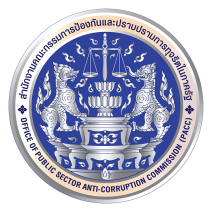 สำนักงานคณะกรรมการป้องกันและปราบปรามการทุจริตในภาครัฐ
OFFICE OF PUBLIC SECTOR ANTI-CORRUPTION COMMISSION (PACC)